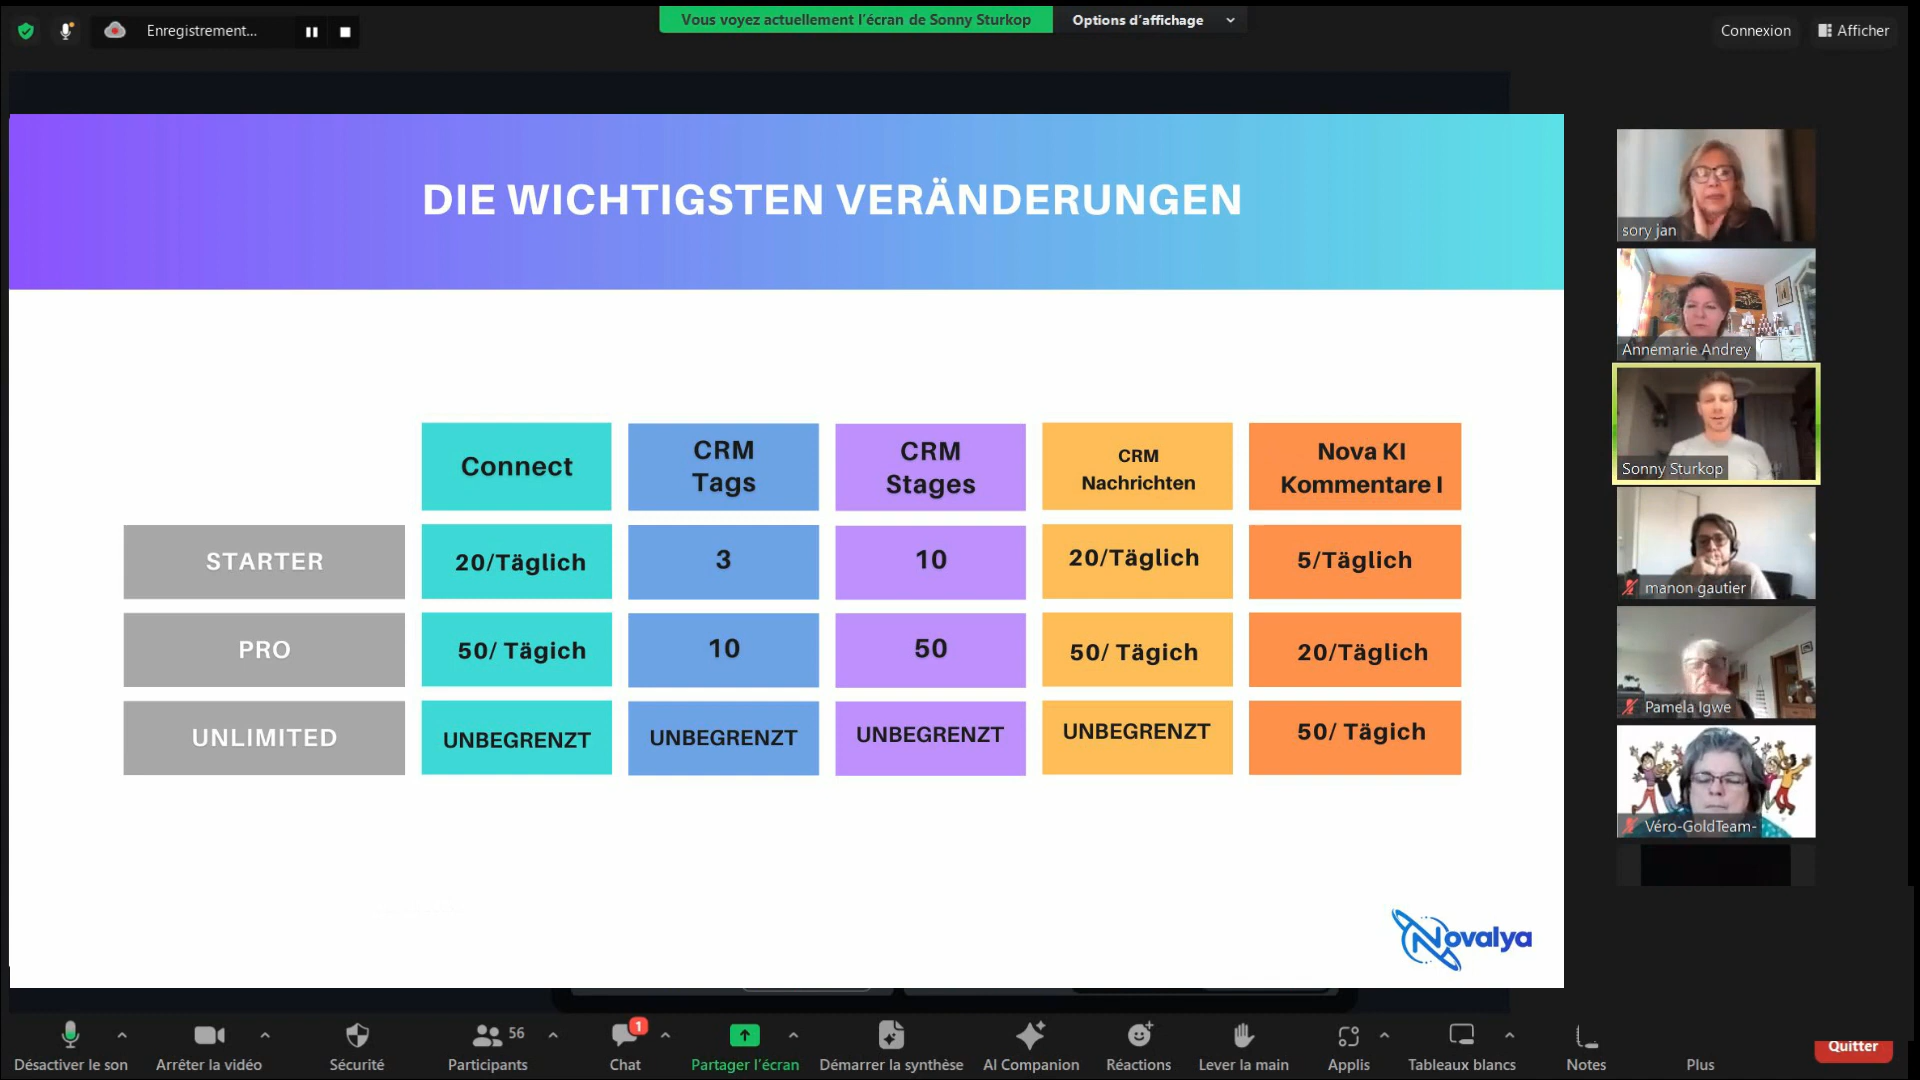 Enregistrement...
Vous voyez actuellement l'écran de Sonny Sturkop
Options d'affichage
Connexion
Afficher
DIE WICHTIGSTEN VERÄNDERUNGEN
Connect
CRM
Tags
CRM
Stages
CRM
Nachrichten
Nova KI
Kommentare I
STARTER
20/Täglich
3
10
20/Täglich
5/Täglich
PRO
50/ Tägich
10
50
50/ Tägich
20/Täglich
UNLIMITED
UNBEGRENZT
UNBEGRENZT
UNBEGRENZT
UNBEGRENZT
50/ Tägich
Novalya
sory jan
Annemarie Andrey
Sonny Sturkop
manon gautier
Pamela Igwe
Véro-GoldTeam-
Désactiver le son
Arrêter la vidéo
Sécurité
56
Participants
1
Chat
Partager l'écran
Démarrer la synthèse
AI Companion
Réactions
Lever la main
Applis
Tableaux blancs
Notes
Plus
Quitter